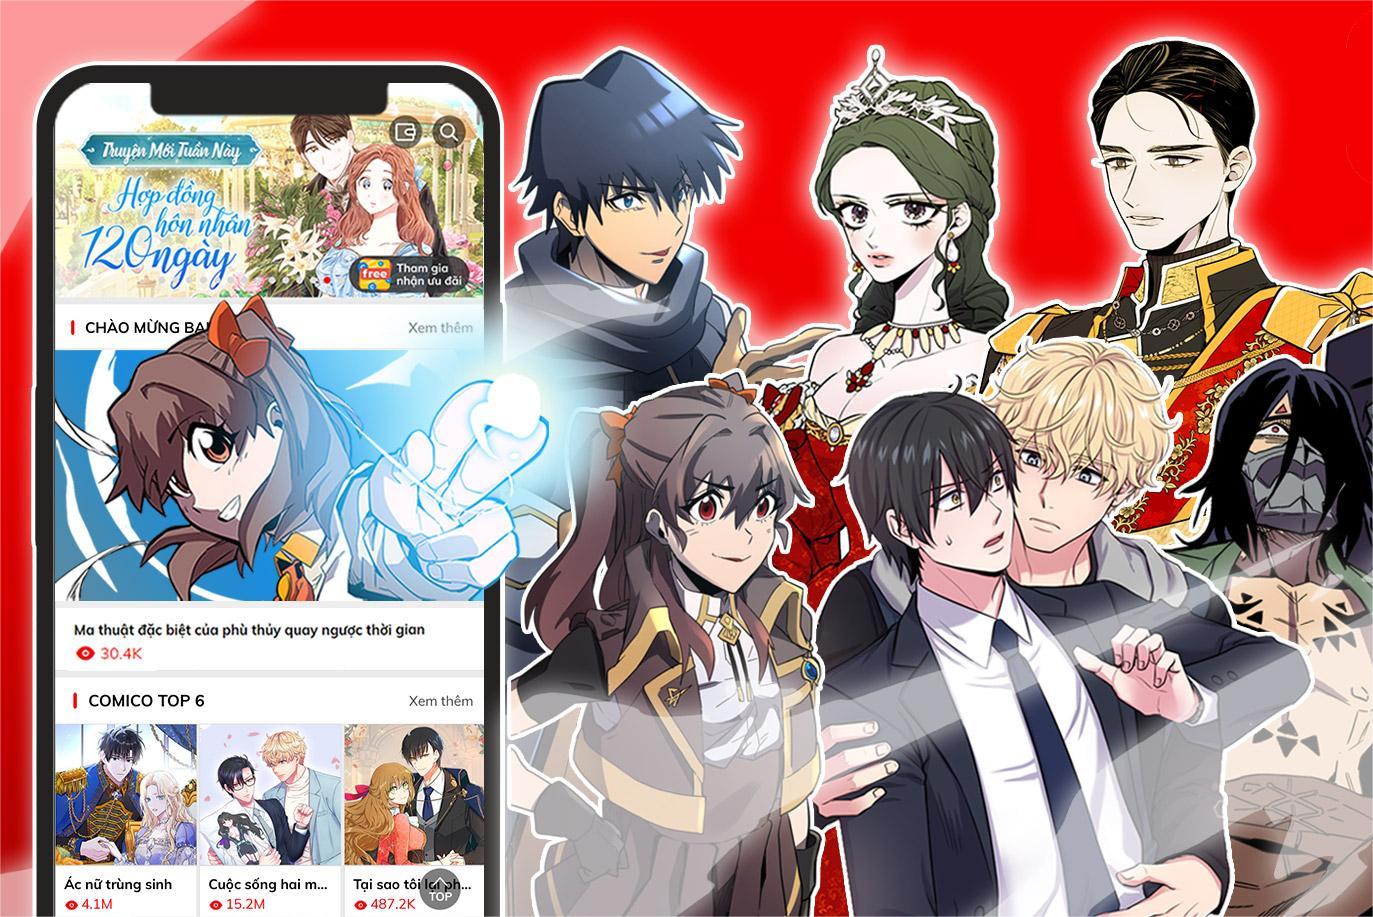 Truyện Mới Tuần Này
Hợp đồng
hôn nhân
120 ngày
free
Tham gia
nhận ưu đãi
CHÀO MỪNG
Xem thêm
Ma thuật đặc biệt của phù thủy quay ngược thời gian
30.4K
COMICO TOP 6
Xem thêm
Ác nữ trùng sinh
4.1M
Cuộc sống hai m...
15.2M
Tại sao tôi lại ph...
487.2K
TOP